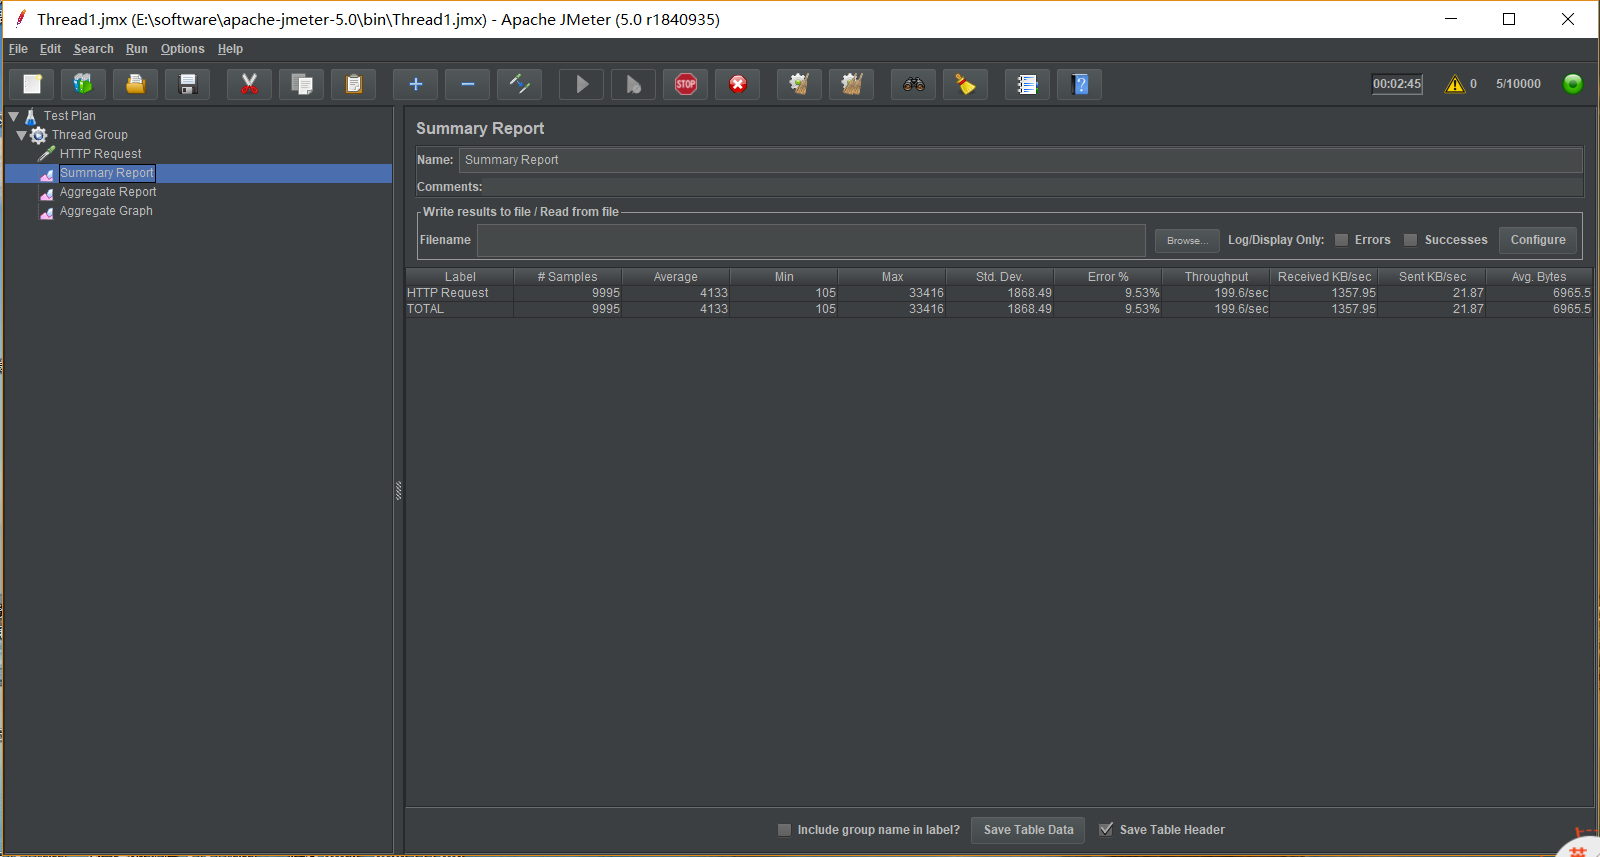 Thread1.jmx (E:\software\apache-jmeter-5.0\bin\Thread1.jmx) - Apache JMeter (5.0 r1840935)
File Edit Search Run Options Help
STOP 00:02:45 0 5/10000
Test Plan
Thread Group
HTTP Request
Summary Report
Aggregate Report
Aggregate Graph
Summary Report
Name: Summary Report
Comments:
Write results to file / Read from file
Filename Browse... Log/Display Only: Errors Successes Configure
Label # Samples Average Min Max Std. Dev. Error % Throughput Received KB/sec Sent KB/sec Avg. Bytes
HTTP Request 9995 4133 105 33416 1868.49 9.53% 199.6/sec 1357.95 21.87 6965.5
TOTAL 9995 4133 105 33416 1868.49 9.53% 199.6/sec 1357.95 21.87 6965.5
Include group name in label? Save Table Data Save Table Header